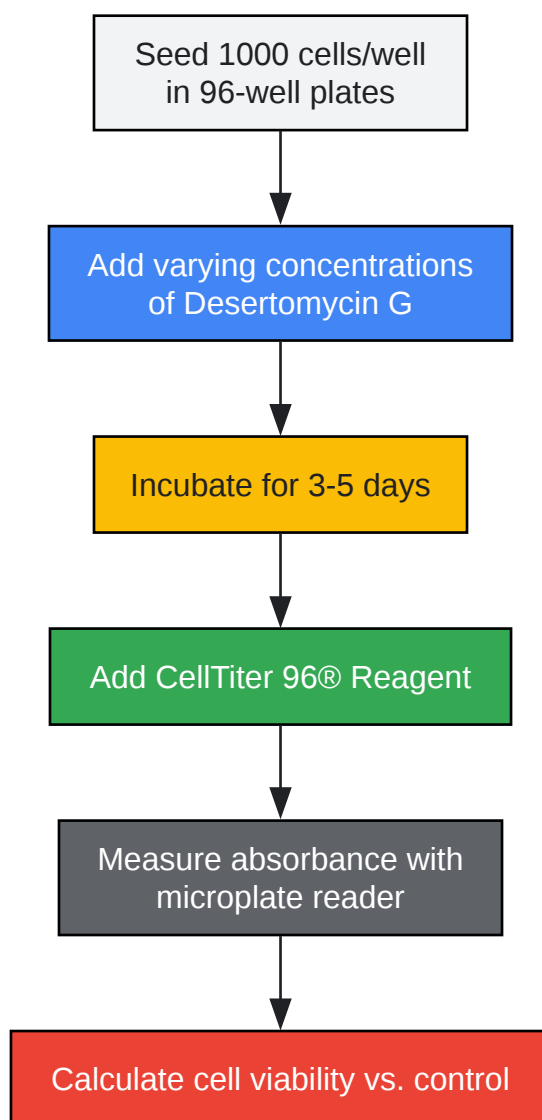 Seed 1000 cells/well
in 96-well plates
Add varying concentrations
of Desertomycin G
Incubate for 3-5 days
Add CellTiter 96® Reagent
Measure absorbance with
microplate reader
Calculate cell viability vs. control